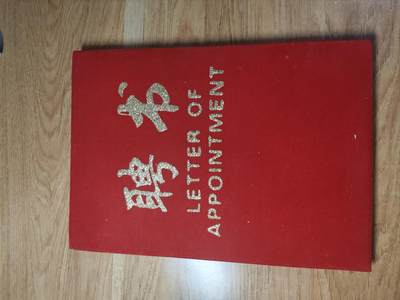 聘书
LETTER OF
APPOINTMENT